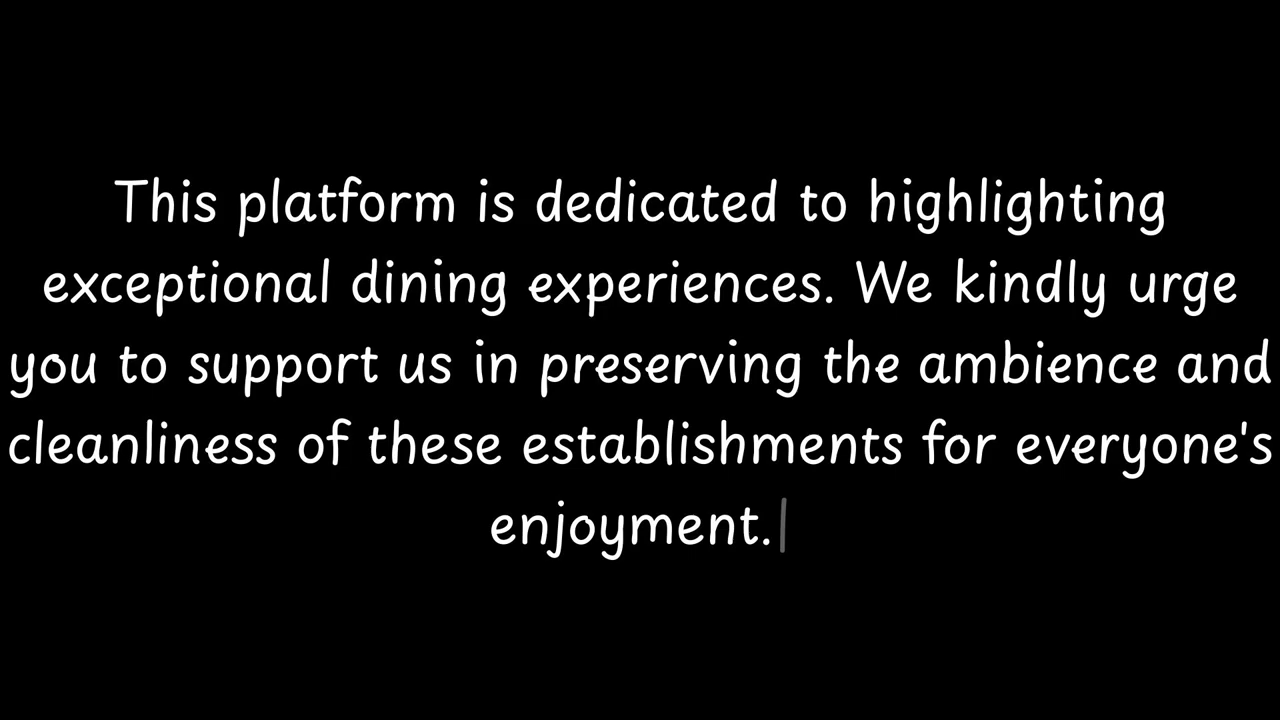 This platform is dedicated to highlighting
exceptional dining experiences. We kindly urge
you to support us in preserving the ambience and
cleanliness of these establishments for everyone's
enjoyment.